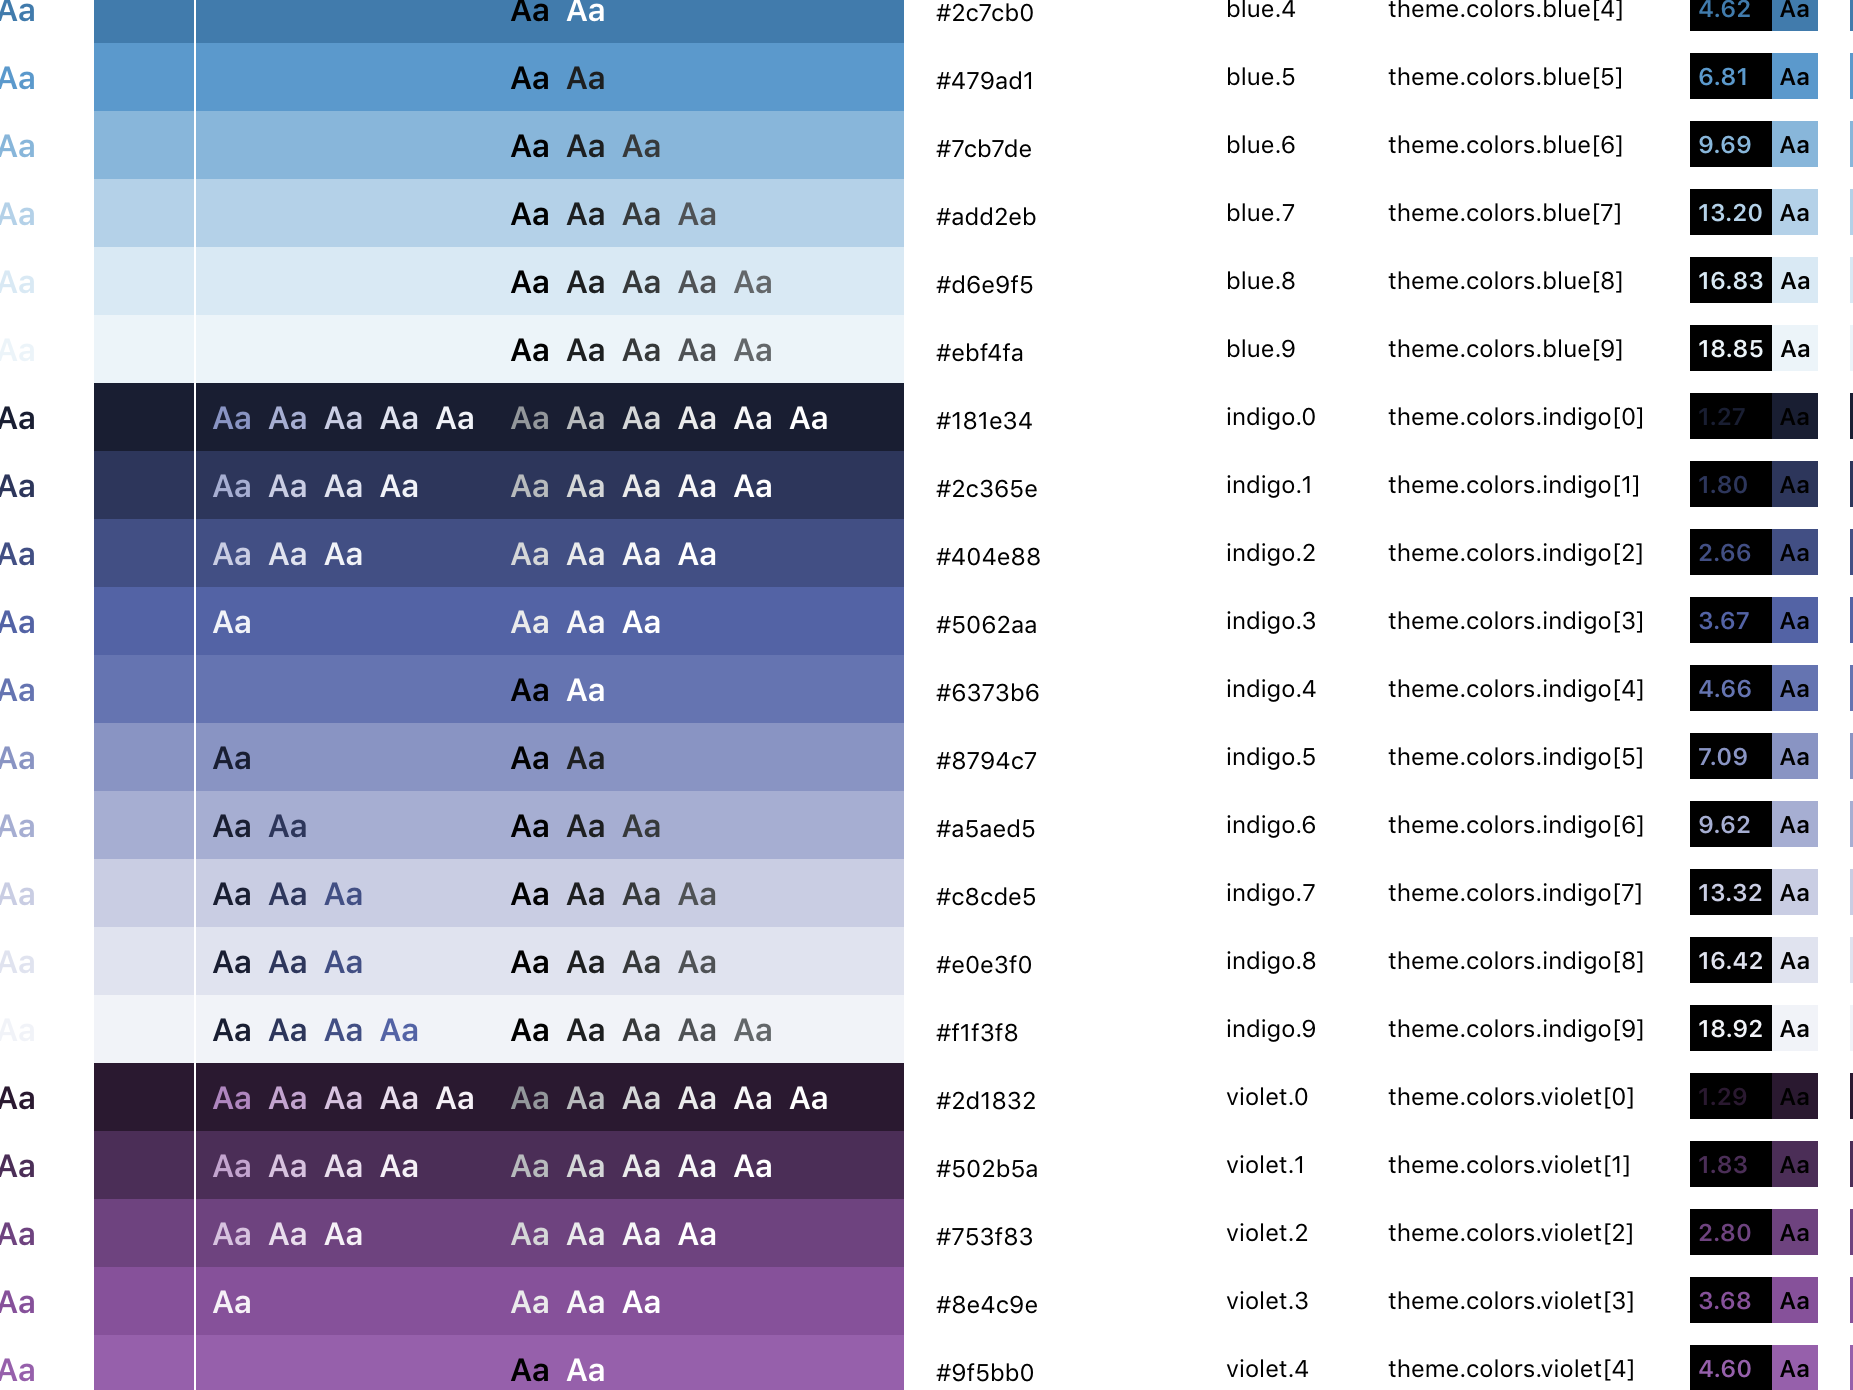 Aa Aa Aa #2c7cb0 blue.4 theme.colors.blue[4] 4.62 Aa
Aa Aa Aa #479ad1 blue.5 theme.colors.blue[5] 6.81 Aa
Aa Aa Aa Aa #7cb7de blue.6 theme.colors.blue[6] 9.69 Aa
Aa Aa Aa Aa Aa #add2eb blue.7 theme.colors.blue[7] 13.20 Aa
Aa Aa Aa Aa Aa Aa #d6e9f5 blue.8 theme.colors.blue[8] 16.83 Aa
Aa Aa Aa Aa Aa Aa #ebf4fa blue.9 theme.colors.blue[9] 18.85 Aa
Aa Aa Aa Aa Aa Aa Aa Aa Aa Aa Aa Aa #181e34 indigo.0 theme.colors.indigo[0] 1.27 Aa
Aa Aa Aa Aa Aa Aa Aa Aa Aa Aa #2c365e indigo.1 theme.colors.indigo[1] 1.80 Aa
Aa Aa Aa Aa Aa Aa Aa Aa #404e88 indigo.2 theme.colors.indigo[2] 2.66 Aa
Aa Aa Aa Aa Aa #5062aa indigo.3 theme.colors.indigo[3] 3.67 Aa
Aa Aa Aa #6373b6 indigo.4 theme.colors.indigo[4] 4.66 Aa
Aa Aa Aa Aa #8794c7 indigo.5 theme.colors.indigo[5] 7.09 Aa
Aa Aa Aa Aa Aa Aa #a5aed5 indigo.6 theme.colors.indigo[6] 9.62 Aa
Aa Aa Aa Aa Aa Aa Aa Aa #c8cde5 indigo.7 theme.colors.indigo[7] 13.32 Aa
Aa Aa Aa Aa Aa Aa Aa Aa #e0e3f0 indigo.8 theme.colors.indigo[8] 16.42 Aa
Aa Aa Aa Aa Aa Aa Aa Aa Aa Aa #f1f3f8 indigo.9 theme.colors.indigo[9] 18.92 Aa
Aa Aa Aa Aa Aa Aa Aa Aa Aa Aa Aa Aa #2d1832 violet.0 theme.colors.violet[0] 1.29 Aa
Aa Aa Aa Aa Aa Aa Aa Aa Aa Aa #502b5a violet.1 theme.colors.violet[1] 1.83 Aa
Aa Aa Aa Aa Aa Aa Aa Aa #753f83 violet.2 theme.colors.violet[2] 2.80 Aa
Aa Aa Aa Aa Aa #8e4c9e violet.3 theme.colors.violet[3] 3.68 Aa
Aa Aa Aa #9f5bb0 violet.4 theme.colors.violet[4] 4.60 Aa